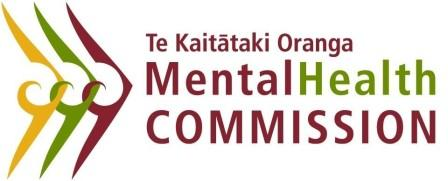 Te Kaitātaki Oranga
MentalHealth
COMMISSION